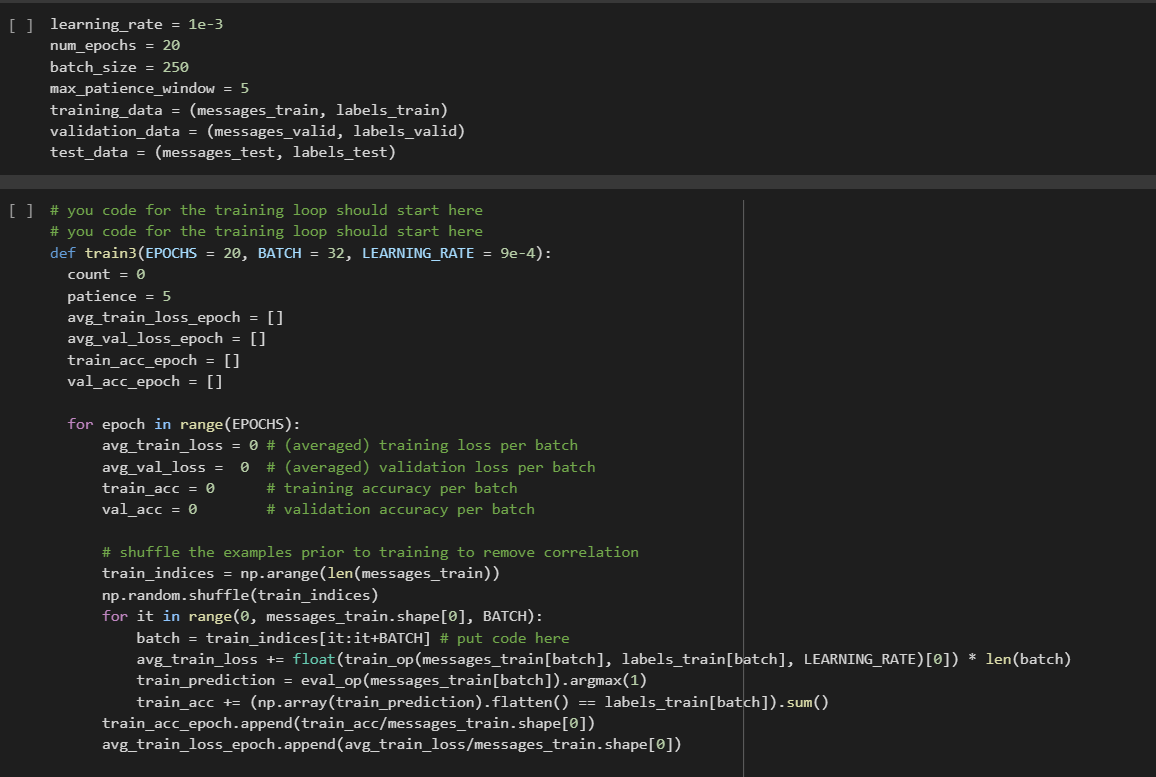 [ ] learning_rate = 1e-3
num_epochs = 20
batch_size = 250
max_patience_window = 5
training_data = (messages_train, labels_train)
validation_data = (messages_valid, labels_valid)
test_data = (messages_test, labels_test)
[ ] # you code for the training loop should start here
# you code for the training loop should start here
def train3(EPOCHS = 20, BATCH = 32, LEARNING_RATE = 9e-4):
  count = 0
  patience = 5
  avg_train_loss_epoch = []
  avg_val_loss_epoch = []
  train_acc_epoch = []
  val_acc_epoch = []
  for epoch in range(EPOCHS):
      avg_train_loss = 0 # (averaged) training loss per batch
      avg_val_loss =  0  # (averaged) validation loss per batch
      train_acc = 0      # training accuracy per batch
      val_acc = 0        # validation accuracy per batch
      # shuffle the examples prior to training to remove correlation
      train_indices = np.arange(len(messages_train))
      np.random.shuffle(train_indices)
      for it in range(0, messages_train.shape[0], BATCH):
          batch = train_indices[it:it+BATCH] # put code here
          avg_train_loss += float(train_op(messages_train[batch], labels_train[batch], LEARNING_RATE)[0]) * len(batch)
          train_prediction = eval_op(messages_train[batch]).argmax(1)
          train_acc += (np.array(train_prediction).flatten() == labels_train[batch]).sum()
      train_acc_epoch.append(train_acc/messages_train.shape[0])
      avg_train_loss_epoch.append(avg_train_loss/messages_train.shape[0])